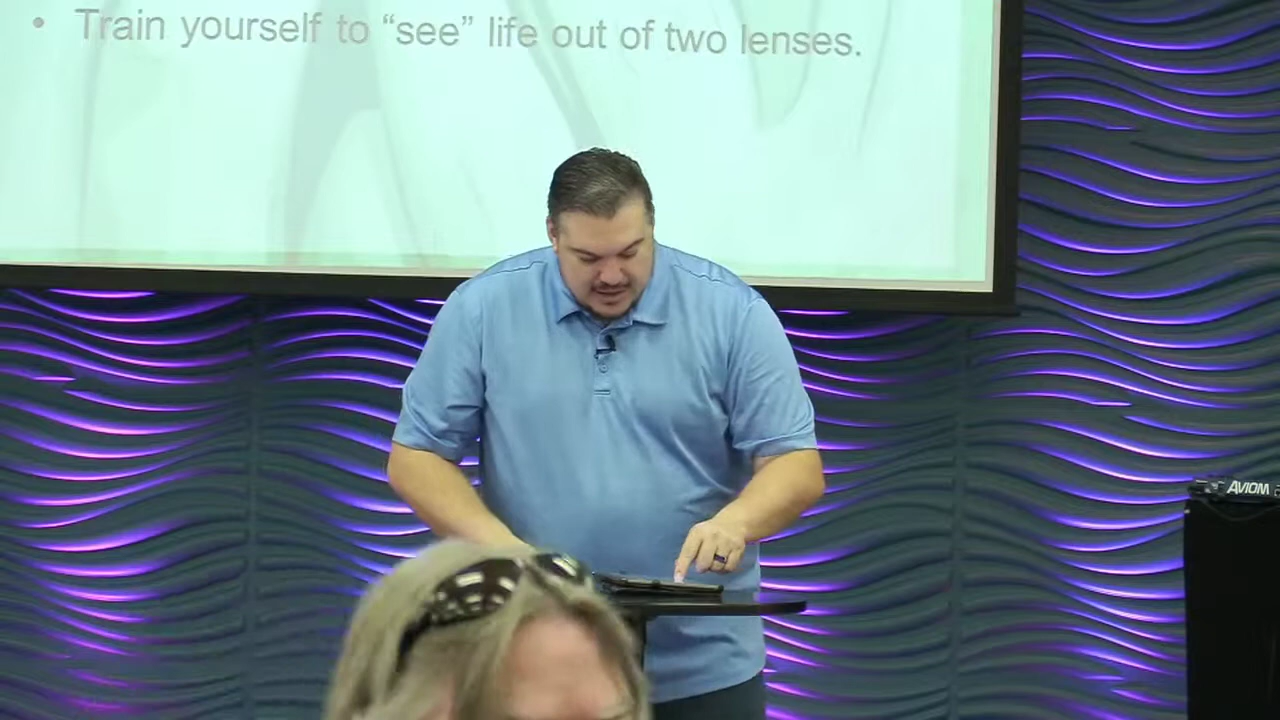 • Train yourself to “see” life out of two lenses.
AVIOM